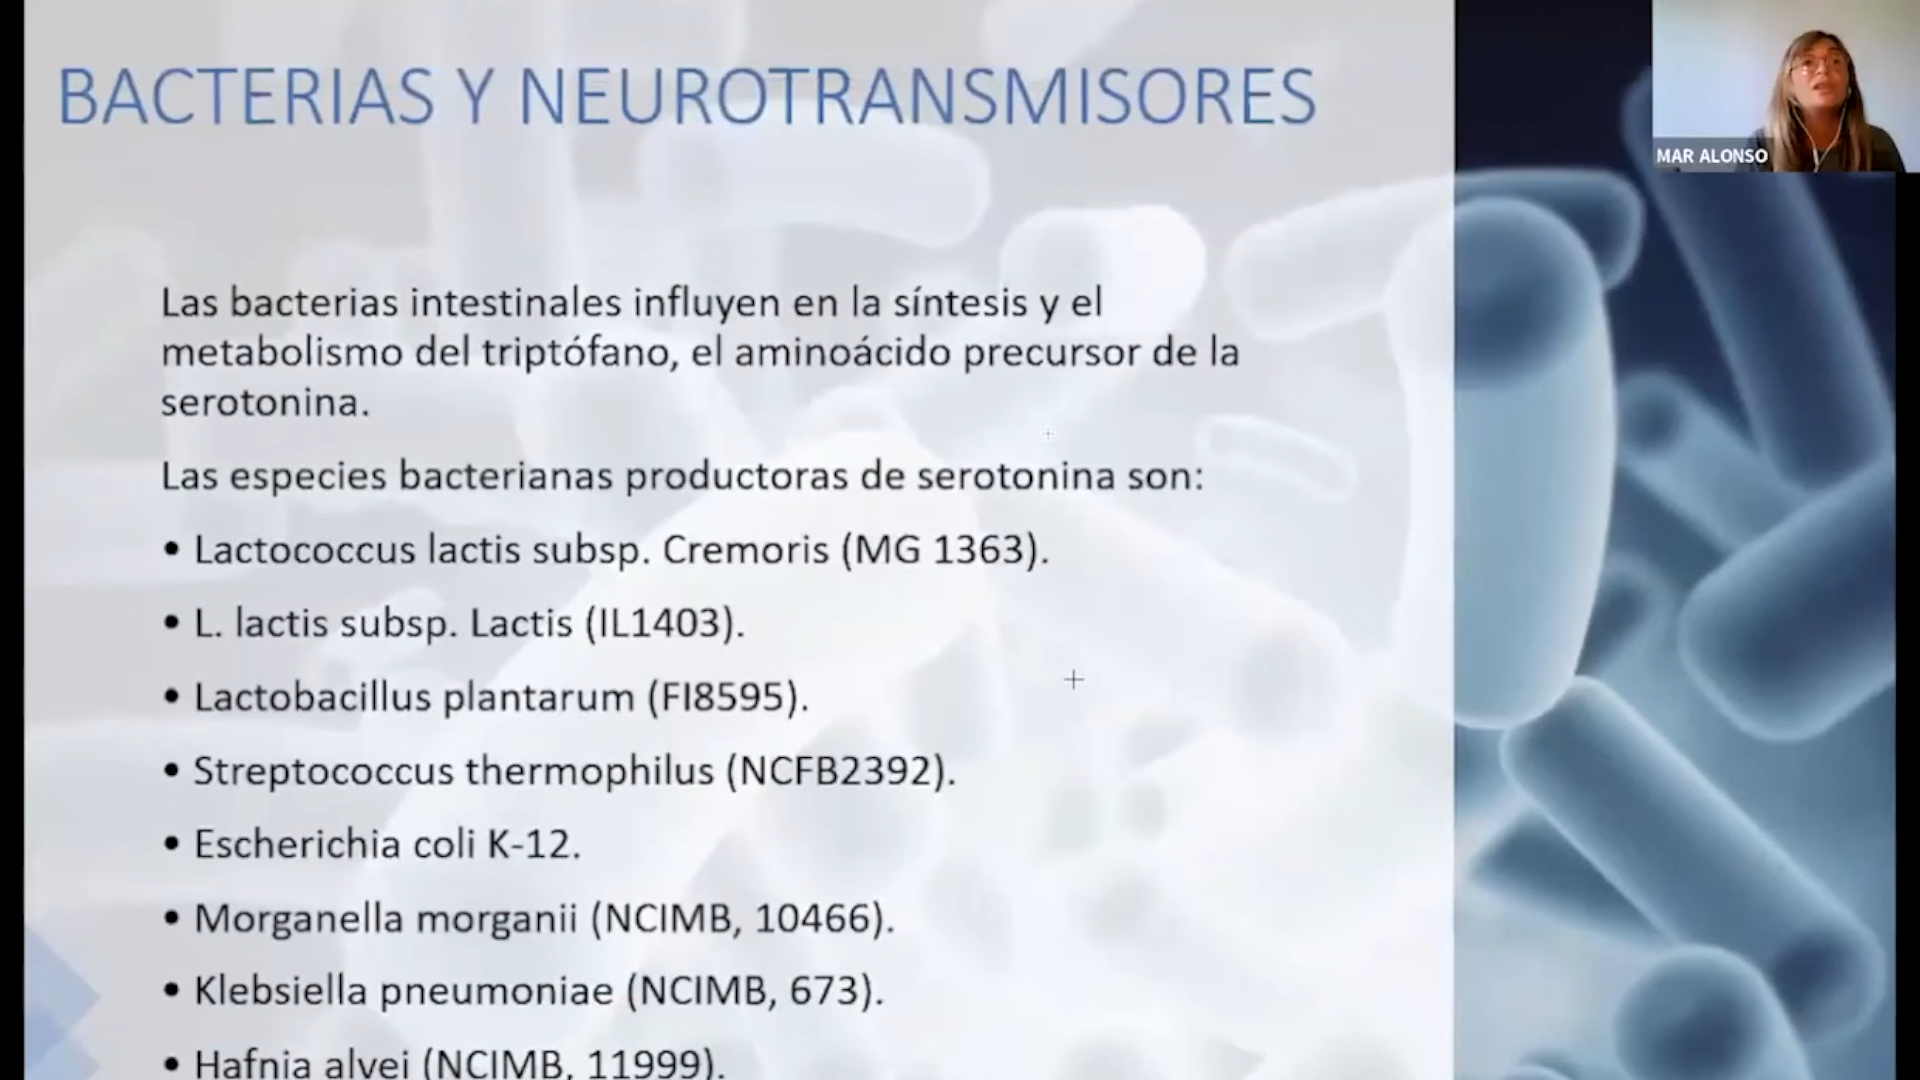 BACTERIAS Y NEUROTRANSMISORES
MAR ALONSO
Las bacterias intestinales influyen en la síntesis y el
metabolismo del triptófano, el aminoácido precursor de la
serotonina.
Las especies bacterianas productoras de serotonina son:
• Lactococcus lactis subsp. Cremoris (MG 1363).
• L. lactis subsp. Lactis (IL1403).
• Lactobacillus plantarum (FI8595).
• Streptococcus thermophilus (NCFB2392).
• Escherichia coli K-12.
• Morganella morganii (NCIMB, 10466).
• Klebsiella pneumoniae (NCIMB, 673).
• Hafnia alvei (NCIMB, 11999).